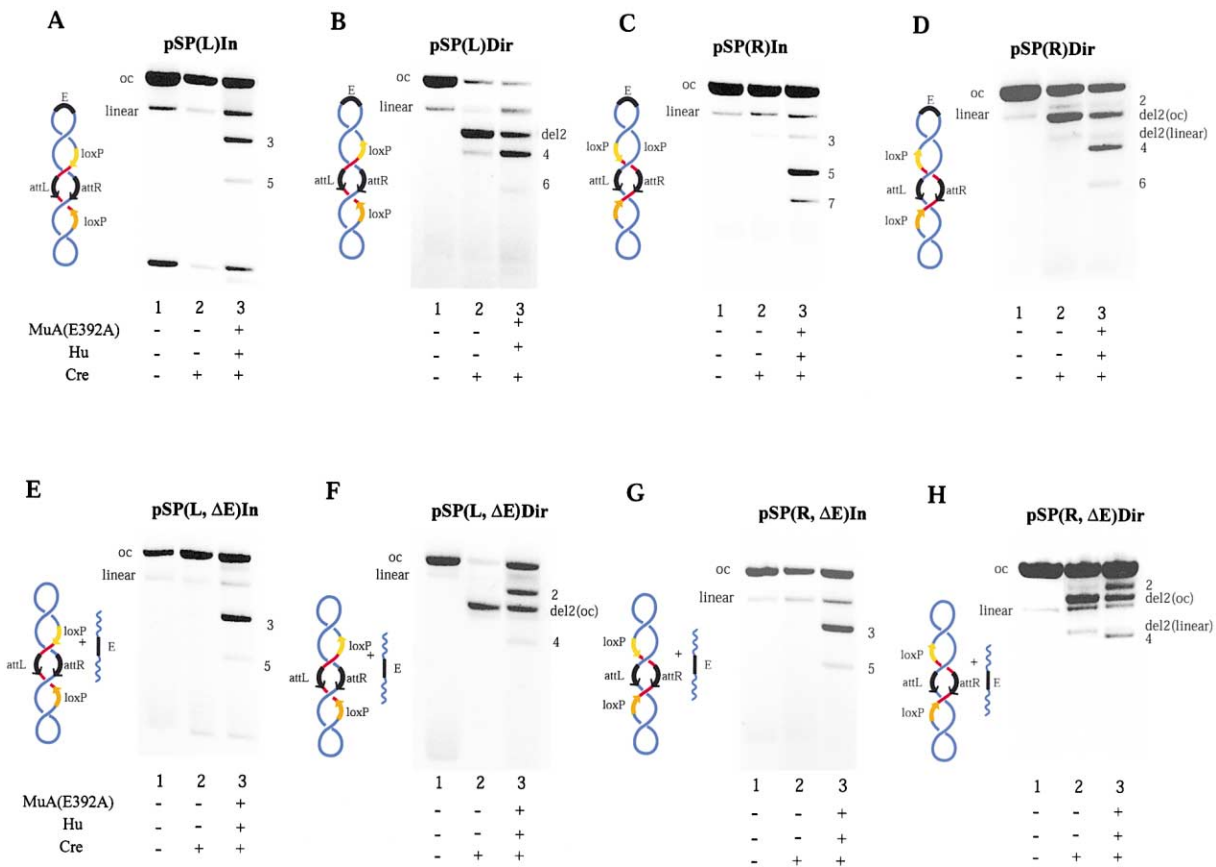 A
pSP(L)In
oc
linear
E
loxP
attL
attR
loxP
3
5
1 2 3
MuA(E392A) - - +
Hu - - +
Cre - + +
B
pSP(L)Dir
oc
linear
E
loxP
attL
attR
loxP
del2
4
6
1 2 3
- - +
- - +
- + +
C
pSP(R)In
oc
linear
E
loxP
loxP
attL
attR
3
5
7
1 2 3
- - +
- - +
- + +
D
pSP(R)Dir
oc
linear
E
loxP
attL
attR
loxP
2
del2(oc)
del2(linear)
4
6
1 2 3
- - +
- - +
- + +
E
pSP(L, ΔE)In
oc
linear
loxP
+
E
attL
attR
loxP
3
5
1 2 3
MuA(E392A) - - +
Hu - - +
Cre - + +
F
pSP(L, ΔE)Dir
oc
linear
loxP
+
E
attL
attR
loxP
2
del2(oc)
4
1 2 3
- - +
- - +
- + +
G
pSP(R, ΔE)In
oc
linear
loxP
+
E
attL
attR
loxP
3
5
1 2 3
- - +
- - +
- + +
H
pSP(R, ΔE)Dir
oc
linear
loxP
+
attL
attR
E
loxP
2
del2(oc)
del2(linear)
4
1 2 3
- - +
- - +
- + +